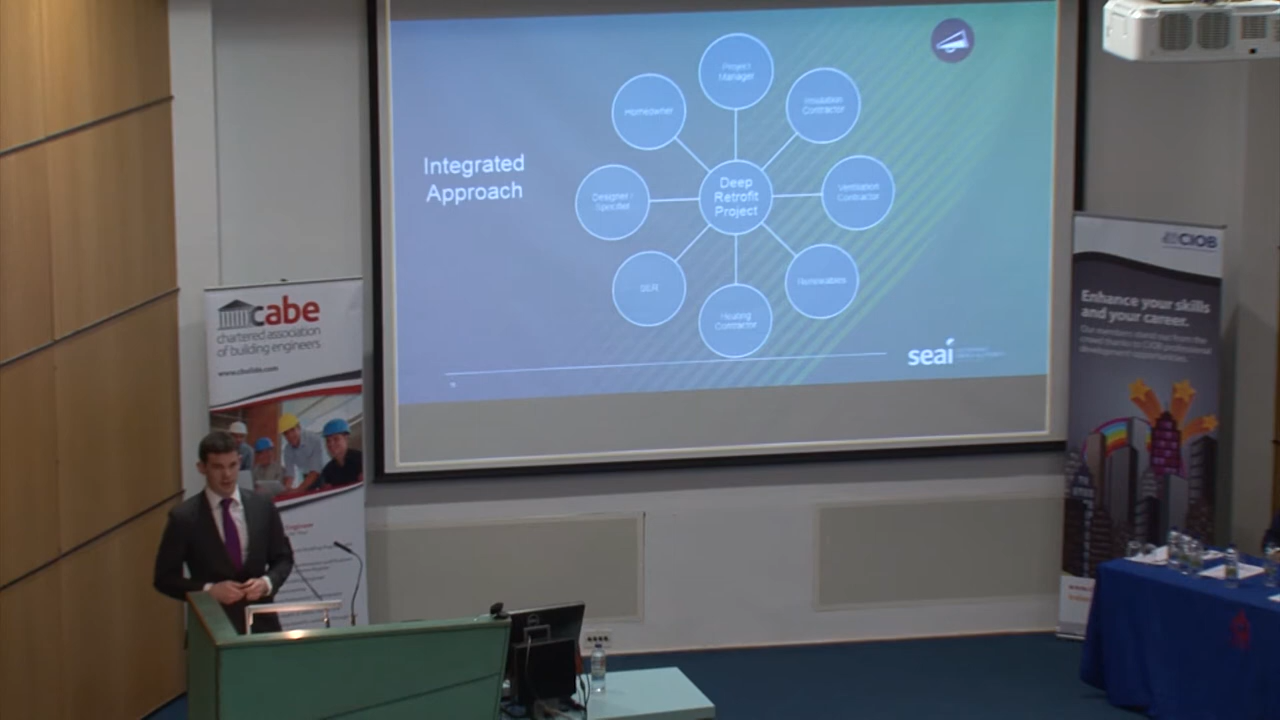 Integrated
Approach
Project
Manager
Insulation
Contractor
Ventilation
Contractor
Renewables
Heating
Contractor
BER
Designer /
Specifier
Homeowner
Deep
Retrofit
Project
seai
cabe
chartered association
of building engineers
CIOB
Enhance your skills
and your career.